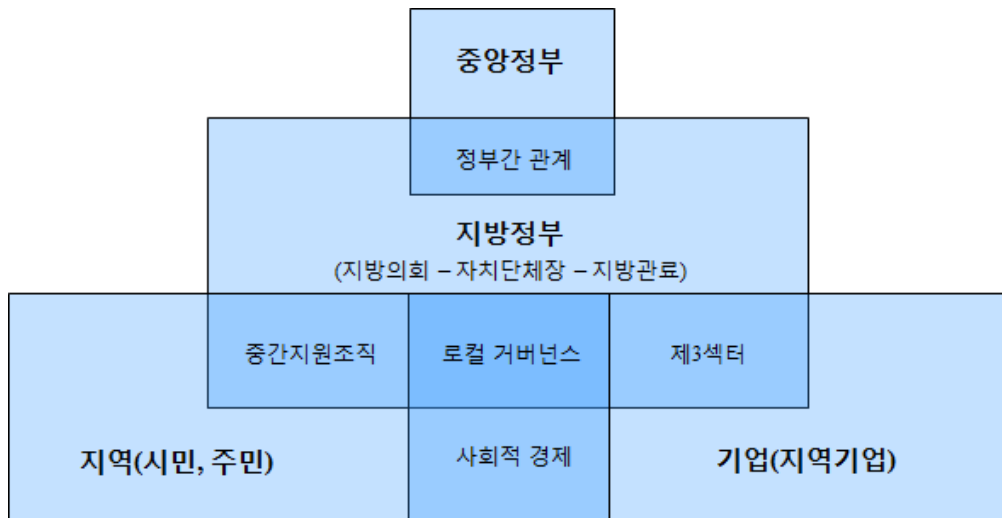 중앙정부
정부간 관계
지방정부
(지방의회 – 자치단체장 – 지방관료)
중간지원조직
로컬 거버넌스
제3섹터
지역(시민, 주민)
사회적 경제
기업(지역기업)